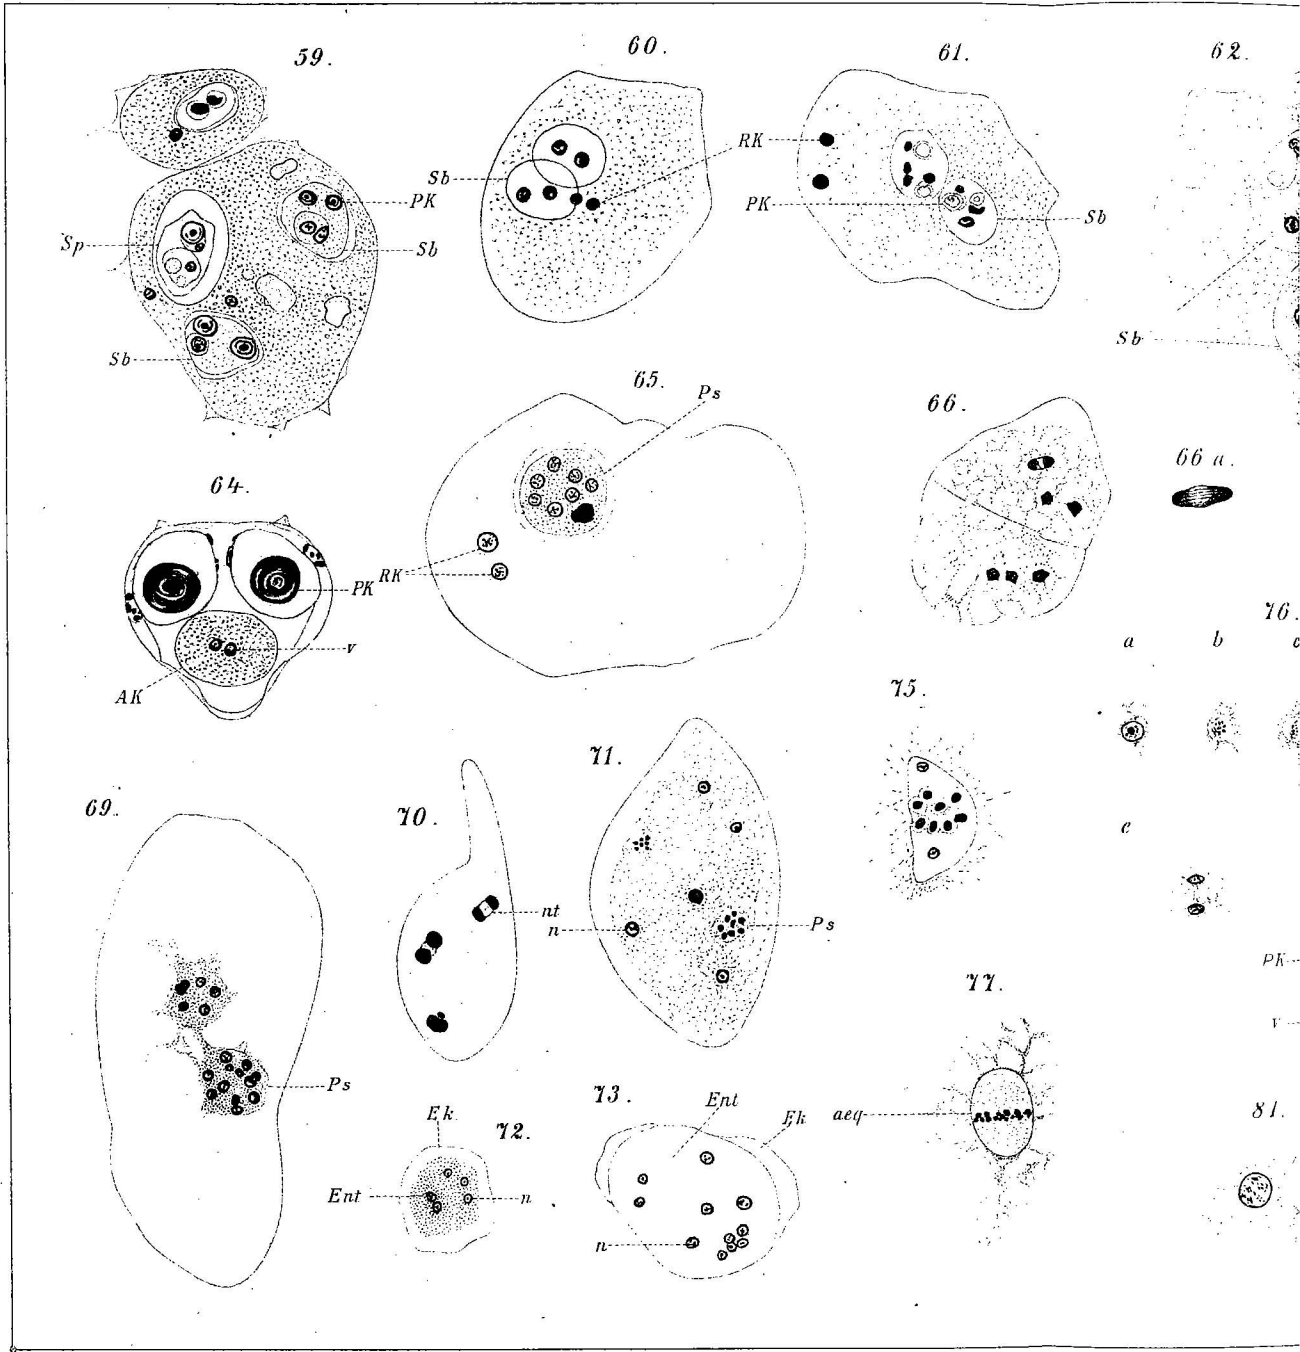 59.
60.
61.
62.
RK
Sb
PK
PK
Sp
Sb
Sb
Sb
Sb
65.
Ps
66.
66 a.
64.
RK
PK
v
AK
76.
a
b
c
75.
71.
69.
70.
e
nt
n
Ps
PK
77.
v
Ps
Ek
72.
73.
Ent
Ek
aeq
81.
Ent
n
n